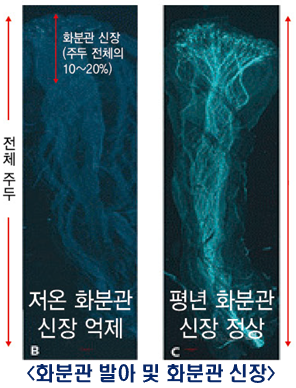 화분관 신장
(주두 전체의
10~20%)
전체 주두
저온 화분관
신장 억제
B
평년 화분관
신장 정상
C
<화분관 발아 및 화분관 신장>